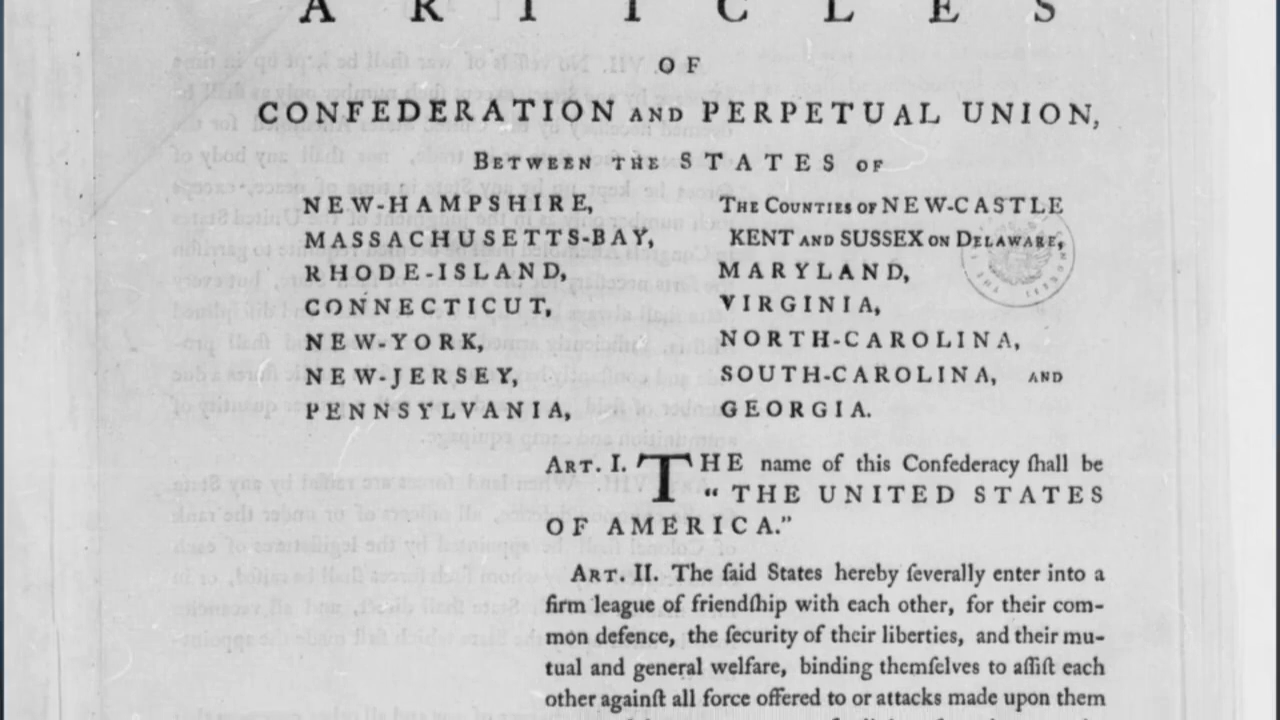 ARTICLES
OF
CONFEDERATION AND PERPETUAL UNION,
BETWEEN THE STATES OF
NEW-HAMPSHIRE,
MASSACHUSETTS-BAY,
RHODE-ISLAND,
CONNECTICUT,
NEW-YORK,
NEW-JERSEY,
PENNSYLVANIA,
THE COUNTIES OF NEW-CASTLE
KENT AND SUSSEX ON DELAWARE,
MARYLAND,
VIRGINIA,
NORTH-CAROLINA,
SOUTH-CAROLINA, AND
GEORGIA.
ART. I. THE name of this Confederacy ſhall be
“ THE UNITED STATES
OF AMERICA.”
ART. II. The ſaid States hereby ſeverally enter into a
firm league of friendſhip with each other, for their com-
mon defence, the ſecurity of their liberties, and their mu-
tual and general welfare, binding themſelves to aſſiſt each
other againſt all force offered to or attacks made upon them